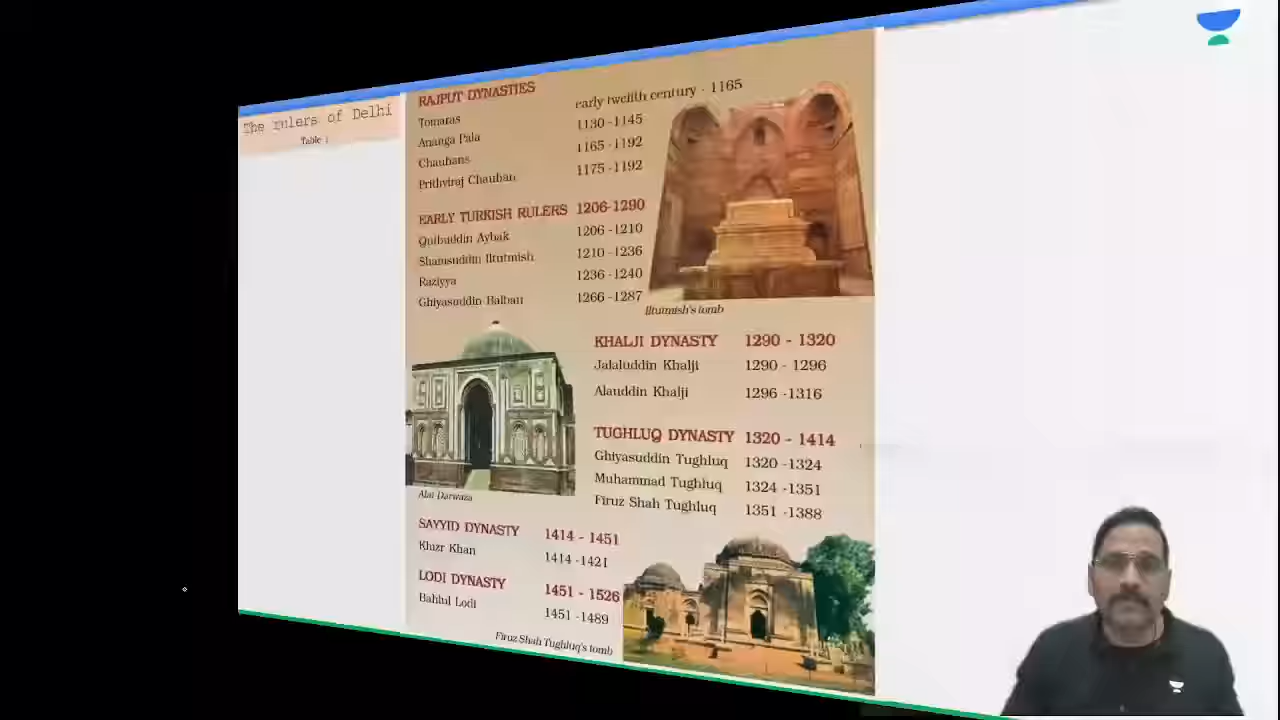 The rulers of Delhi
Table 1
RAJPUT DYNASTIES
Tomaras early twelfth century - 1165
Ananga Pala 1130 -1145
Chauhans 1165 -1192
Prithviraj Chauhan 1175 -1192
EARLY TURKISH RULERS 1206-1290
Qutbuddin Aybak 1206 -1210
Shamsuddin Iltutmish 1210 -1236
Raziyya 1236 -1240
Ghiyasuddin Balban 1266 -1287
Iltutmish's tomb
KHALJI DYNASTY 1290 - 1320
Jalaluddin Khalji 1290 - 1296
Alauddin Khalji 1296 -1316
TUGHLUQ DYNASTY 1320 - 1414
Ghiyasuddin Tughluq 1320 -1324
Muhammad Tughluq 1324 -1351
Firuz Shah Tughluq 1351 -1388
Alai Darwaza
SAYYID DYNASTY 1414 - 1451
Khizr Khan 1414 -1421
LODI DYNASTY 1451 - 1526
Bahlul Lodi 1451 -1489
Firuz Shah Tughluq's tomb